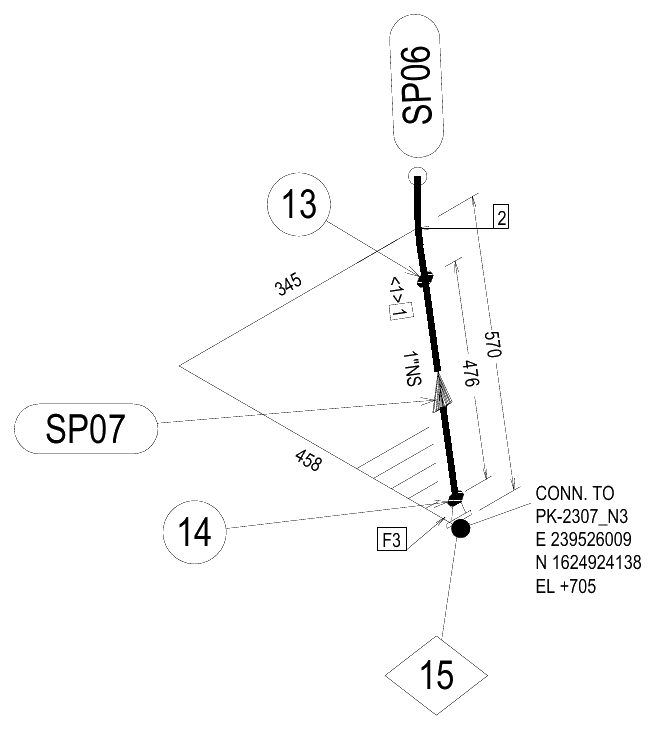 SP06
13
2
345
<1> 1
570
1"NS
476
SP07
458
14
F3
CONN. TO
PK-2307_N3
E 239526009
N 1624924138
EL +705
15